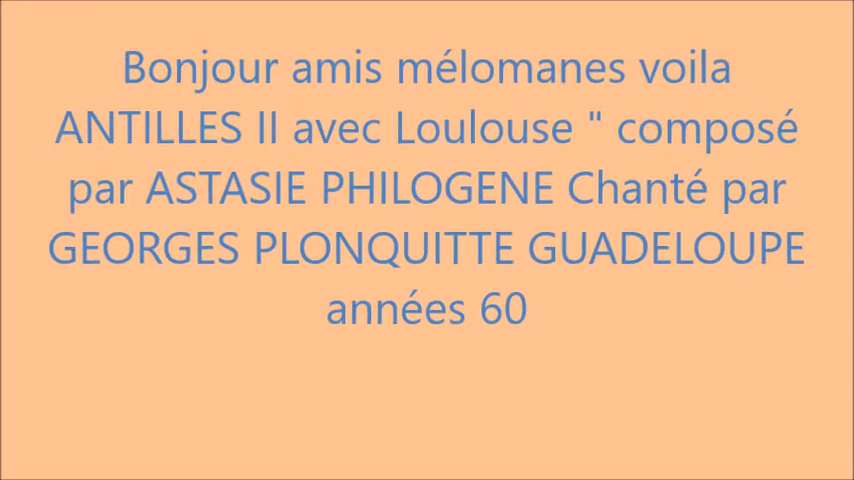 Bonjour amis mélomanes voila
ANTILLES II avec Loulouse " composé
par ASTASIE PHILOGENE Chanté par
GEORGES PLONQUITTE GUADELOUPE
années 60